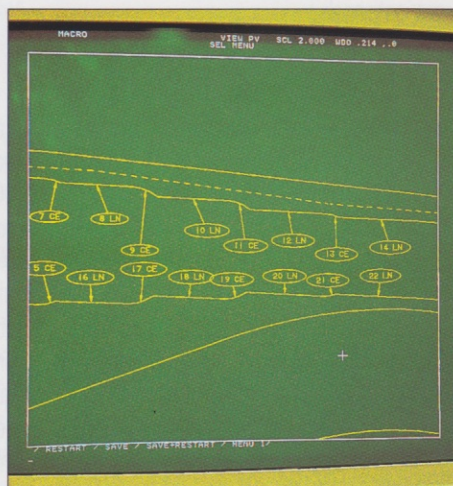 MACRO
VIEW PV SCL 2.000 WDO .214 ..0
SEL MENU
7 CE
8 LN
9 CE
10 LN
11 CE
12 LN
13 CE
14 LN
5 CE
16 LN
17 CE
18 LN
19 CE
20 LN
21 CE
22 LN
/ RESTART / SAVE / SAVE+RESTART / MENU 1/